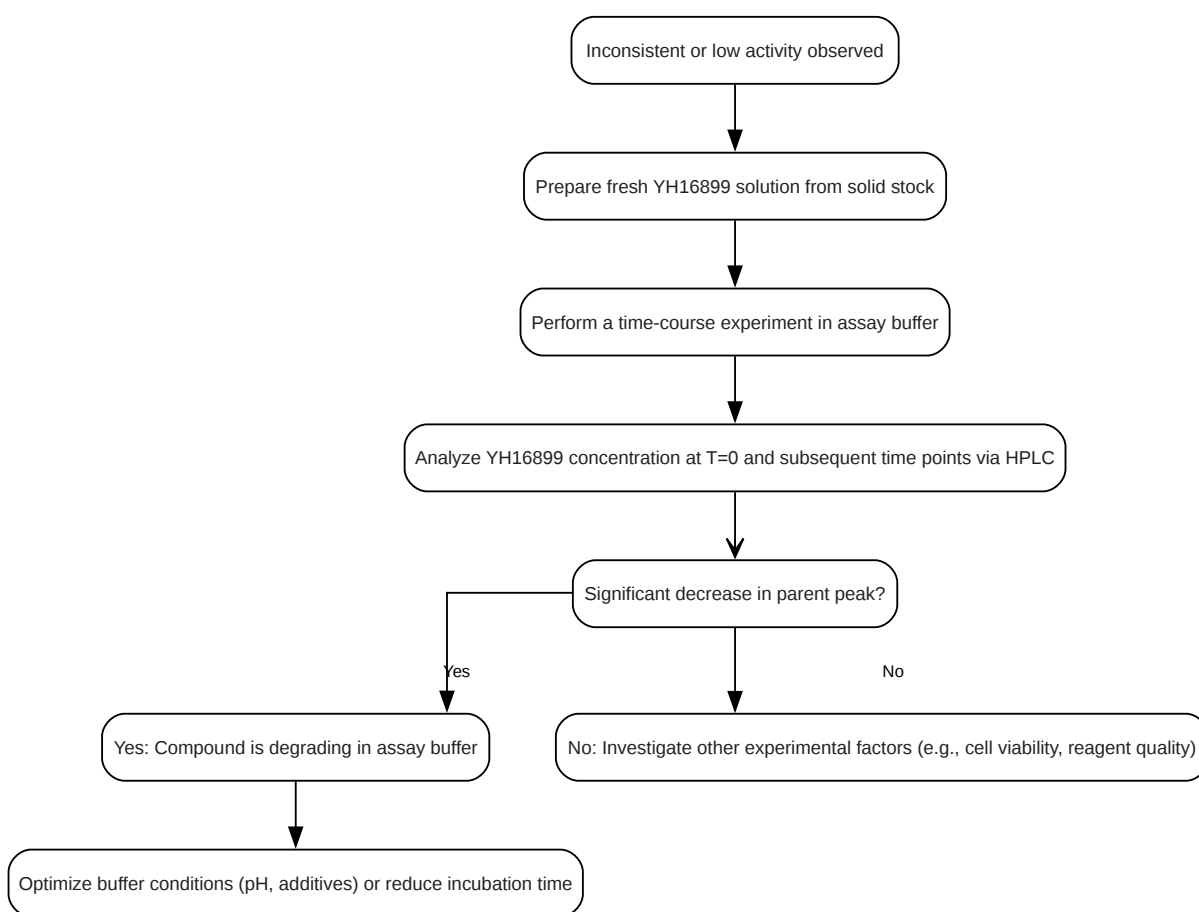 Inconsistent or low activity observed
Prepare fresh YH16899 solution from solid stock
Perform a time-course experiment in assay buffer
Analyze YH16899 concentration at T=0 and subsequent time points via HPLC
Significant decrease in parent peak?
Yes
No
Yes: Compound is degrading in assay buffer
No: Investigate other experimental factors (e.g., cell viability, reagent quality)
Optimize buffer conditions (pH, additives) or reduce incubation time